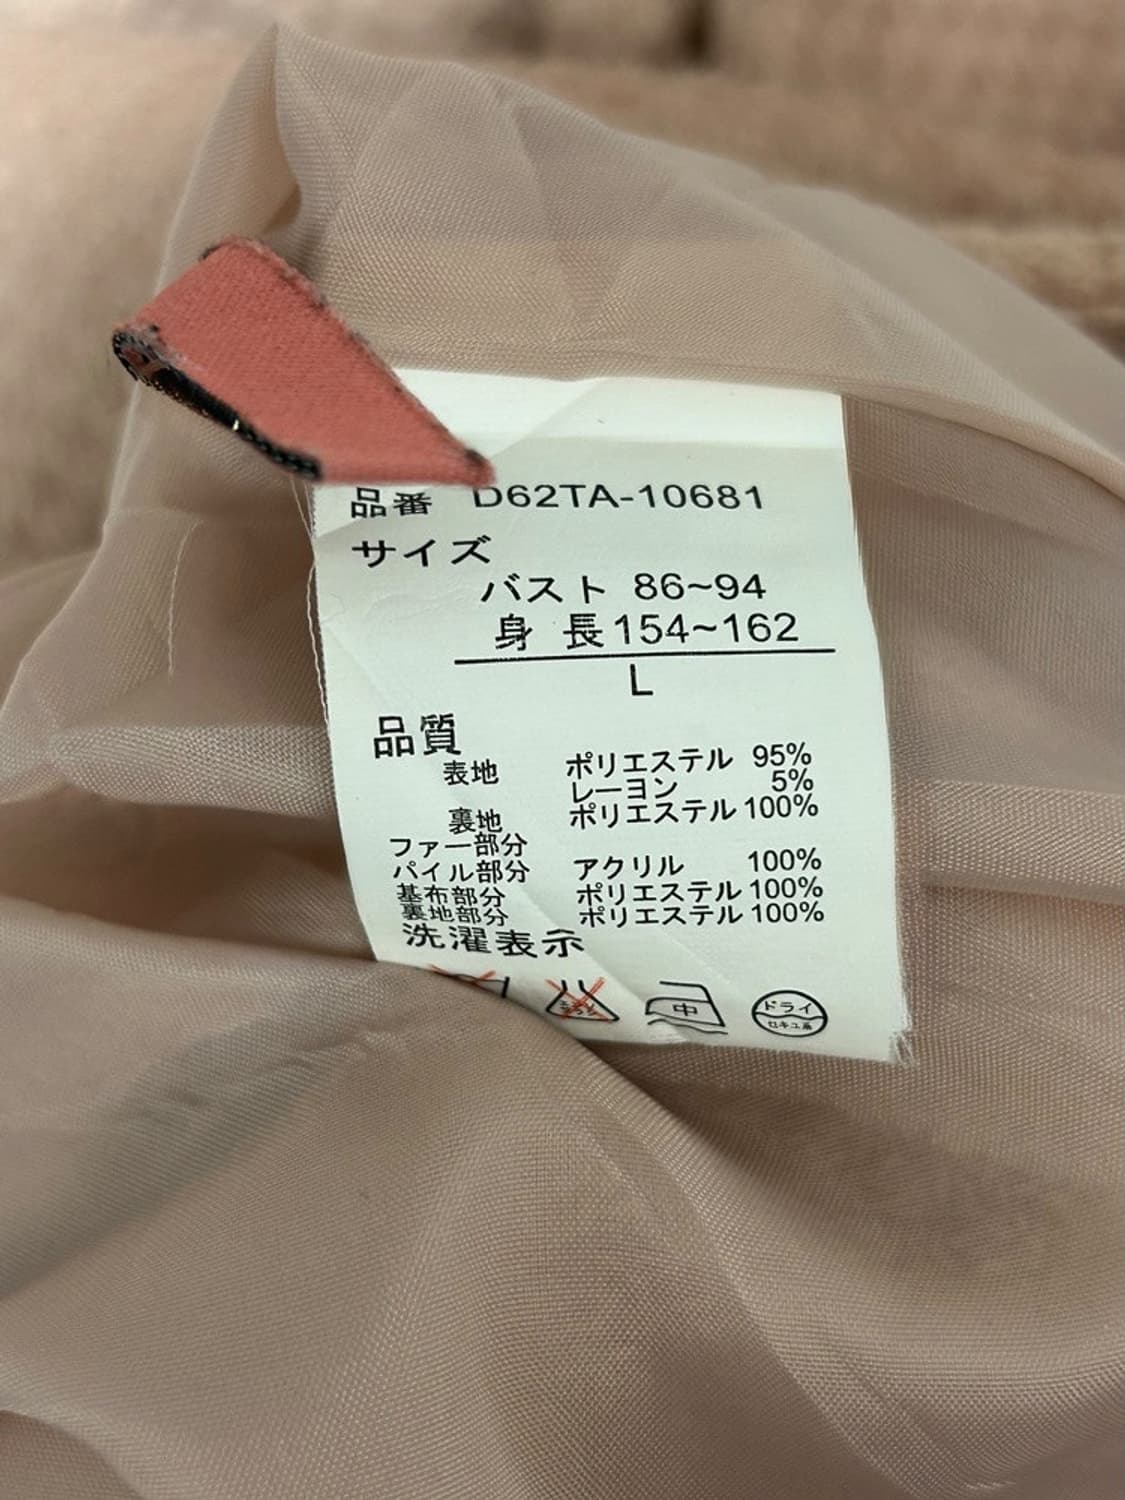 品番 D62TA-10681
サイズ
バスト 86~94
身 長 154~162
L
品質
表地 ポリエステル 95%
レーヨン 5%
裏地 ポリエステル 100%
ファー部分
パイル部分 アクリル 100%
基布部分 ポリエステル 100%
裏地部分 ポリエステル 100%
洗濯表示
エンソ 中 ドライ
セキユ系